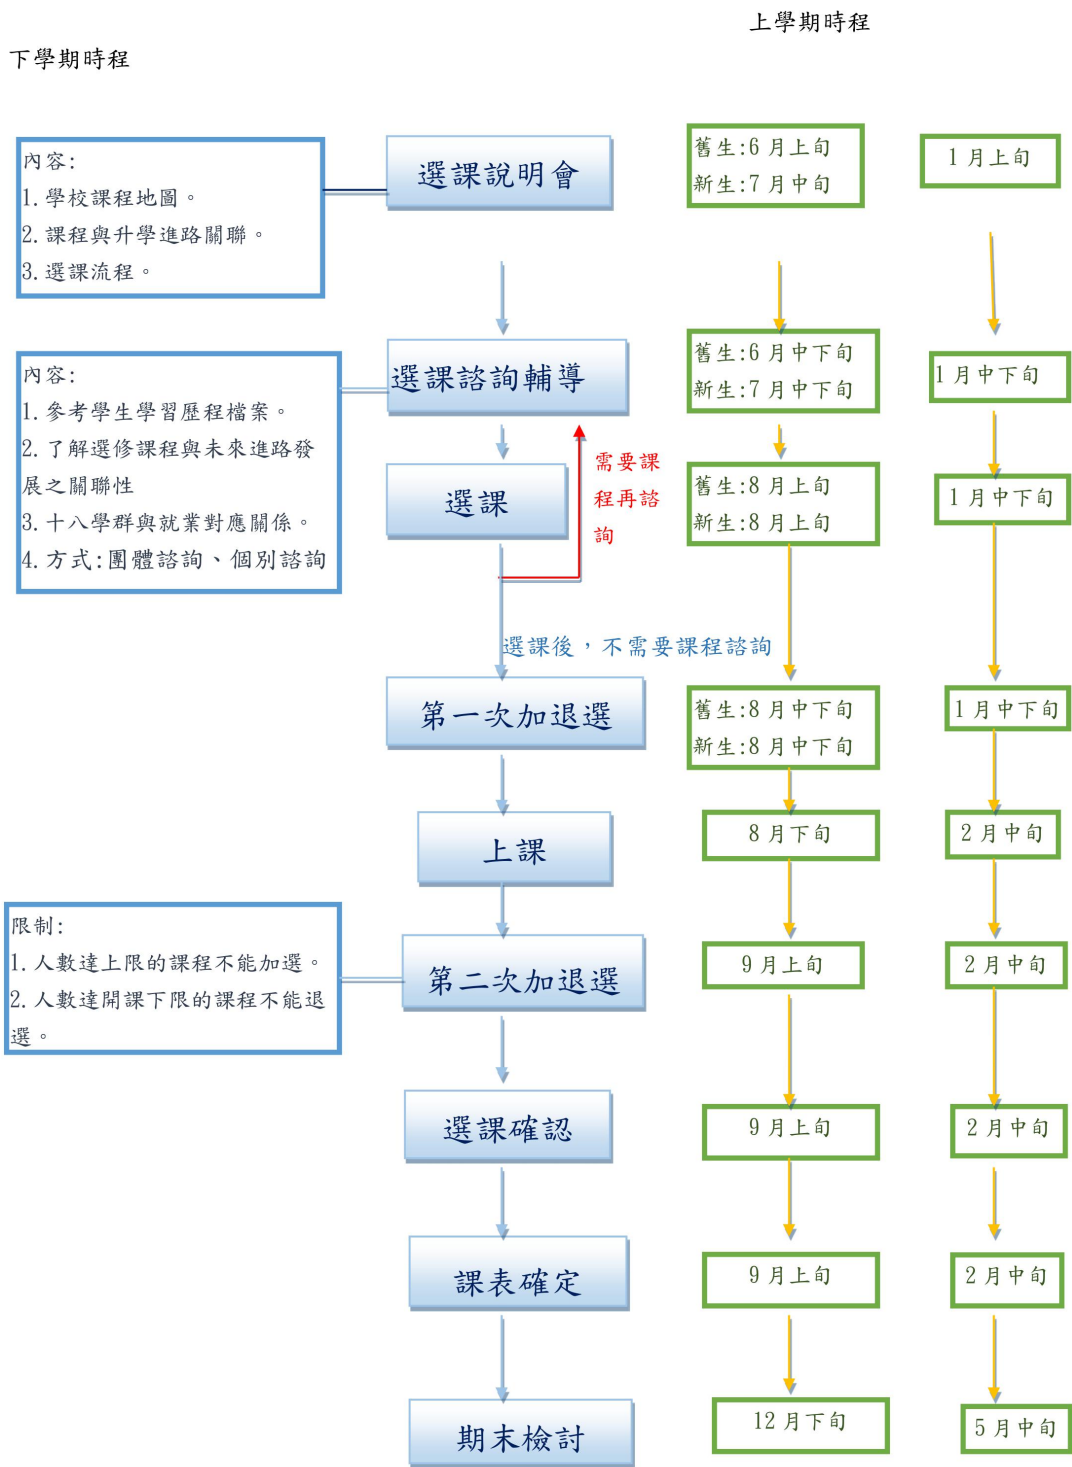 上學期時程
下學期時程
內容:
1.學校課程地圖。
2.課程與升學進路關聯。
3.選課流程。
選課說明會
舊生:6月上旬
新生:7月中旬
1月上旬
內容:
1.參考學生學習歷程檔案。
2.了解選修課程與未來進路發
展之關聯性
3.十八學群與就業對應關係。
4.方式:團體諮詢、個別諮詢
選課諮詢輔導
舊生:6月中下旬
新生:7月中下旬
1月中下旬
選課
需要課
程再諮
詢
舊生:8月上旬
新生:8月上旬
1月中下旬
選課後，不需要課程諮詢
第一次加退選
舊生:8月中下旬
新生:8月中下旬
1月中下旬
上課
8月下旬
2月中旬
限制:
1.人數達上限的課程不能加選。
2.人數達開課下限的課程不能退
選。
第二次加退選
9月上旬
2月中旬
選課確認
9月上旬
2月中旬
課表確定
9月上旬
2月中旬
期末檢討
12月下旬
5月中旬